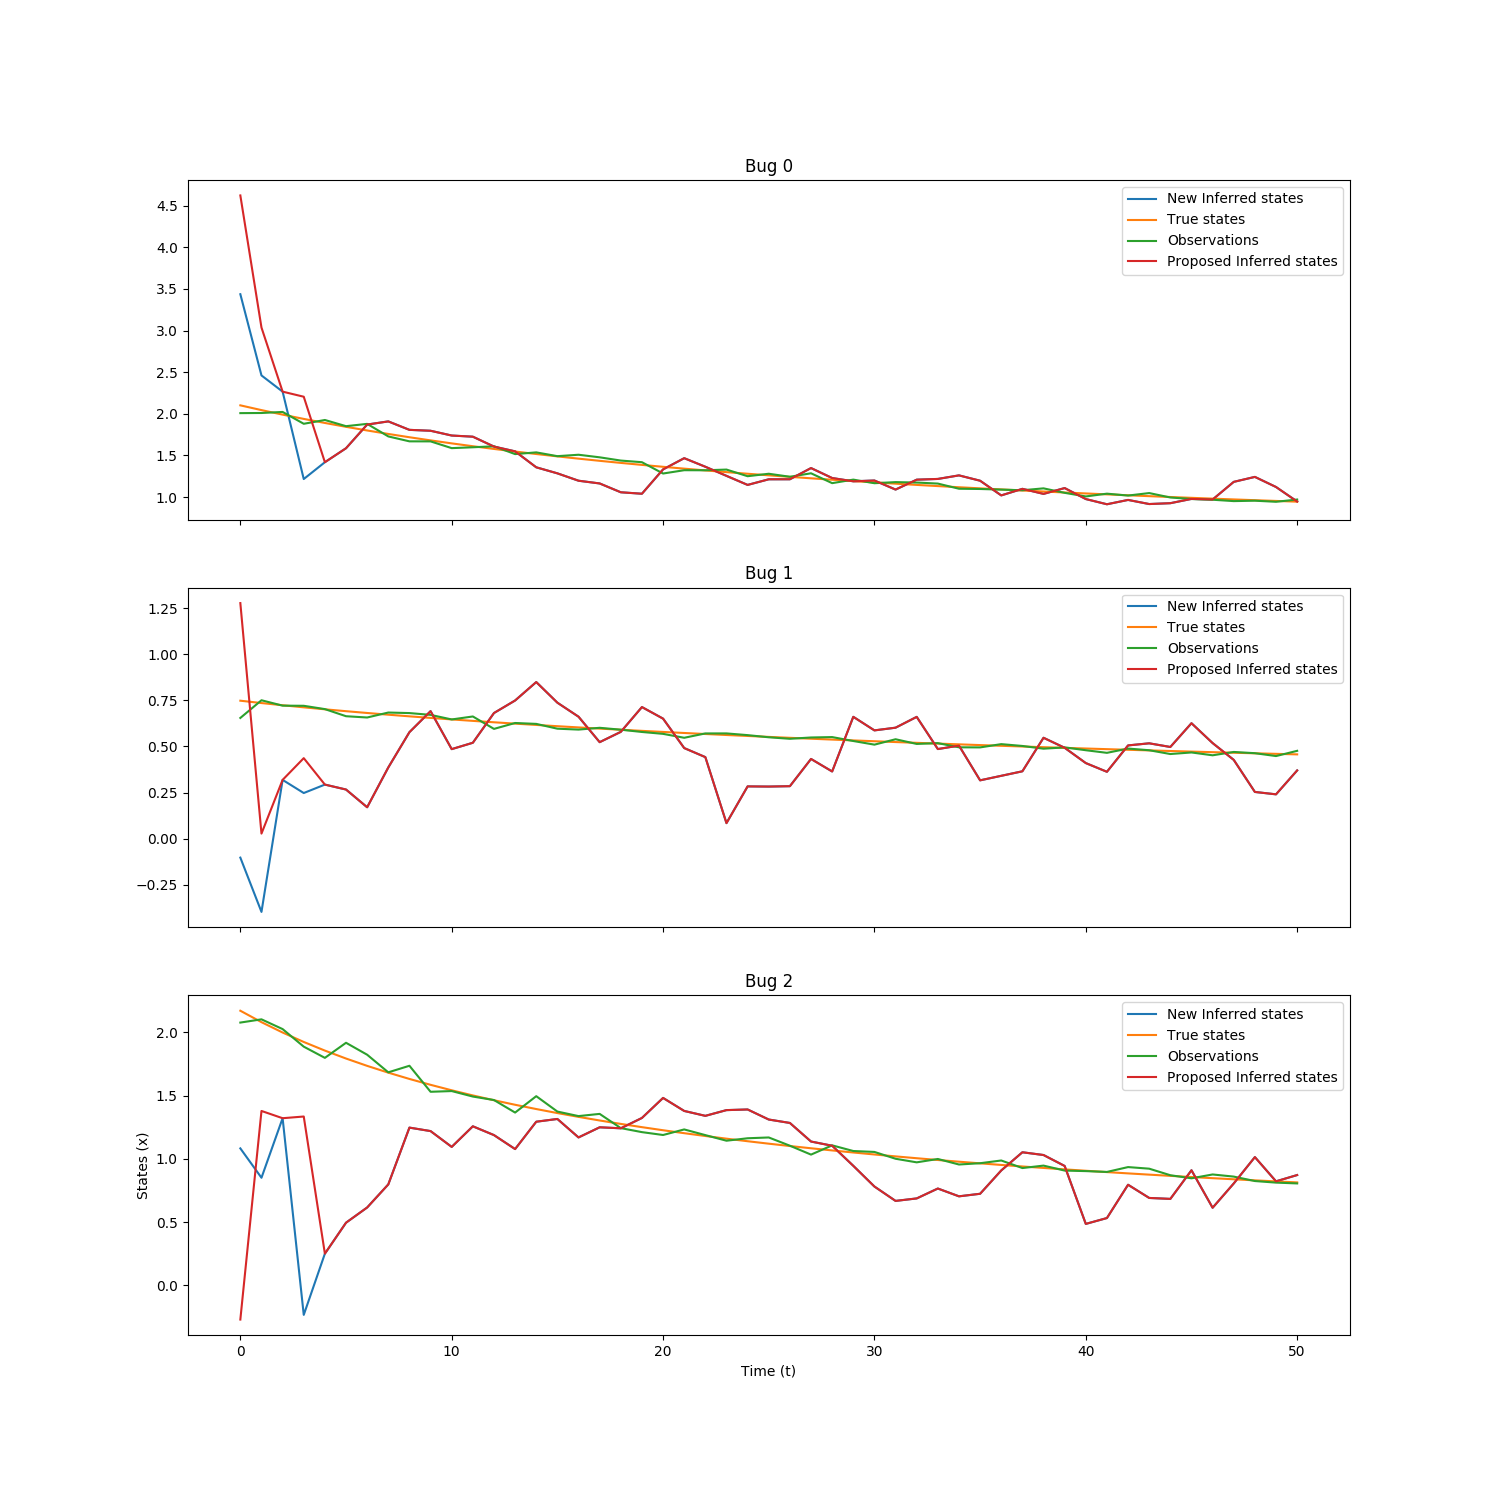 Bug 0
4.5
4.0
3.5
3.0
2.5
2.0
1.5
1.0
New Inferred states
True states
Observations
Proposed Inferred states
Bug 1
1.25
1.00
0.75
0.50
0.25
0.00
−0.25
New Inferred states
True states
Observations
Proposed Inferred states
Bug 2
2.0
1.5
1.0
0.5
0.0
States (x)
New Inferred states
True states
Observations
Proposed Inferred states
0 10 20 30 40 50
Time (t)